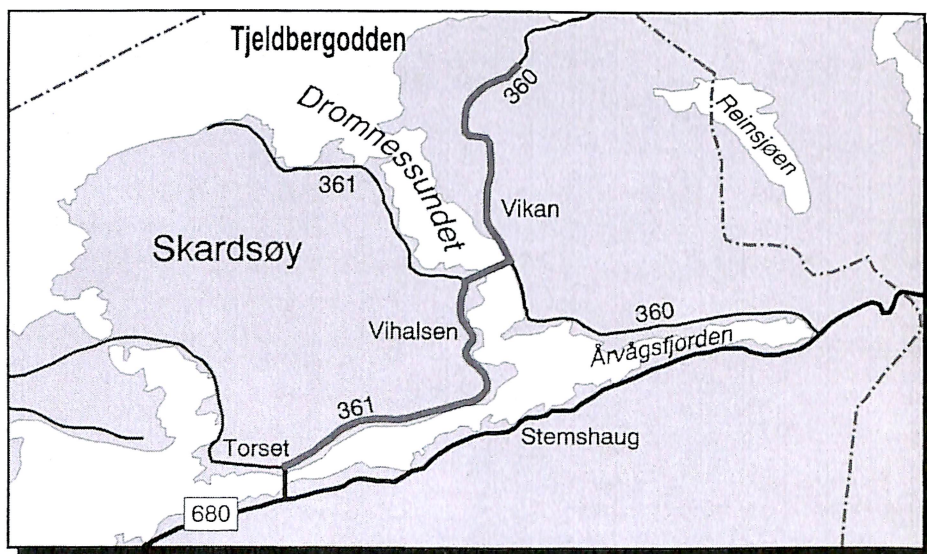 Tjeldbergodden
360
Dromnessundet
Reinsjøen
361
Vikan
Skardsøy
360
Vihalsen
Årvågsfjorden
361
Stemshaug
Torset
680